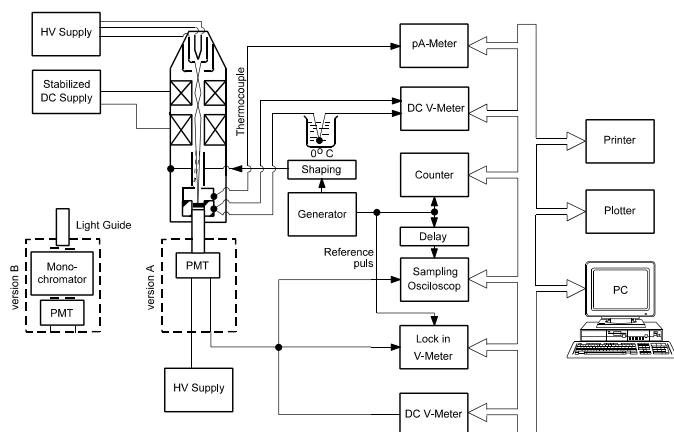 HV Supply
Stabilized
DC Supply
Thermocouple
0° C
Shaping
Generator
Reference
puls
pA-Meter
DC V-Meter
Counter
Delay
Sampling
Osciloscop
Lock in
V-Meter
DC V-Meter
Printer
Plotter
PC
Light Guide
version B
Mono-
chromator
PMT
version A
PMT
HV Supply